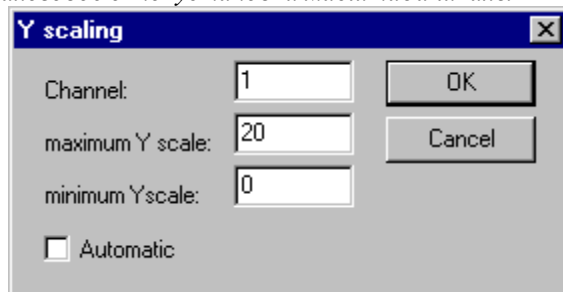 Y scaling
Channel: 1 OK
maximum Y scale: 20 Cancel
minimum Yscale: 0
Automatic